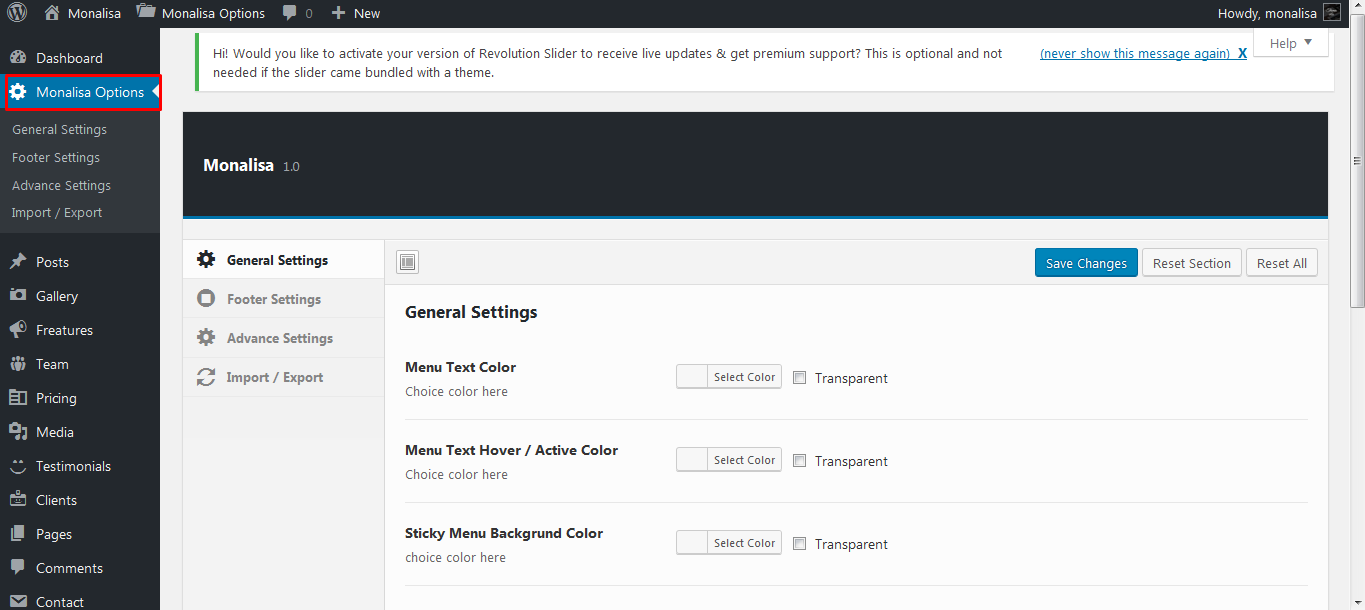 Monalisa Monalisa Options 0 New Howdy, monalisa
Dashboard
Monalisa Options
General Settings
Footer Settings
Advance Settings
Import / Export
Posts
Gallery
Freatures
Team
Pricing
Media
Testimonials
Clients
Pages
Comments
Contact
Hi! Would you like to activate your version of Revolution Slider to receive live updates & get premium support? This is optional and not
needed if the slider came bundled with a theme.
(never show this message again) X
Help
Monalisa 1.0
General Settings
Footer Settings
Advance Settings
Import / Export
Save Changes Reset Section Reset All
General Settings
Menu Text Color
Choice color here
Select Color Transparent
Menu Text Hover / Active Color
Choice color here
Select Color Transparent
Sticky Menu Backgrund Color
choice color here
Select Color Transparent